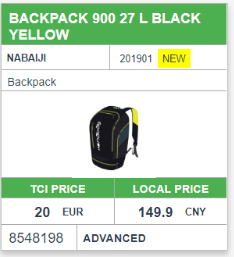 BACKPACK 900 27 L BLACK
YELLOW
NABAIJI 201901 NEW
Backpack
TCI PRICE LOCAL PRICE
20 EUR 149.9 CNY
8548198 ADVANCED